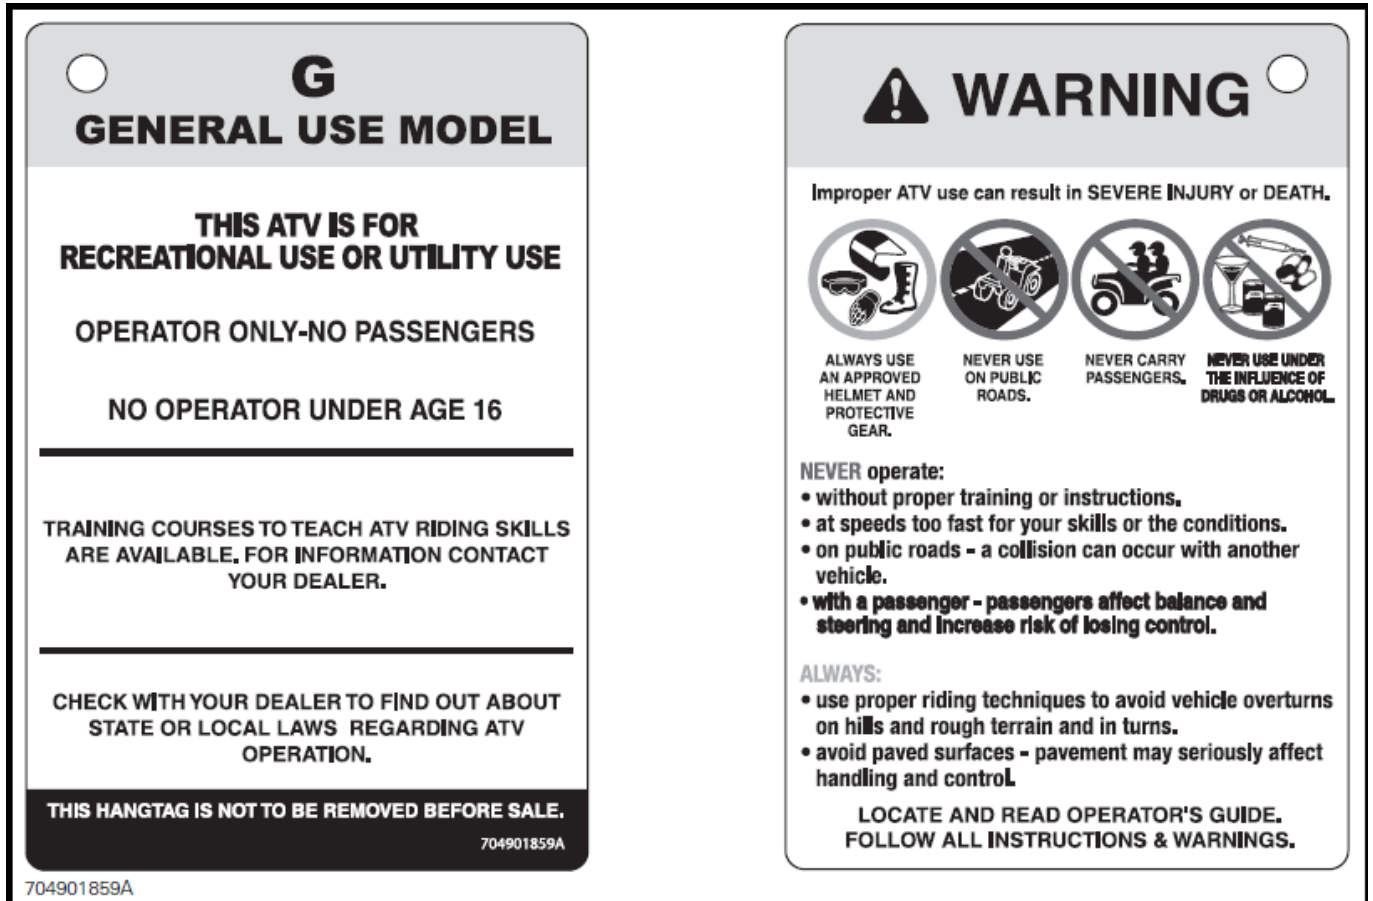 G
GENERAL USE MODEL
THIS ATV IS FOR
RECREATIONAL USE OR UTILITY USE
OPERATOR ONLY-NO PASSENGERS
NO OPERATOR UNDER AGE 16
TRAINING COURSES TO TEACH ATV RIDING SKILLS
ARE AVAILABLE. FOR INFORMATION CONTACT
YOUR DEALER.
CHECK WITH YOUR DEALER TO FIND OUT ABOUT
STATE OR LOCAL LAWS REGARDING ATV
OPERATION.
THIS HANGTAG IS NOT TO BE REMOVED BEFORE SALE.
704901859A
704901859A
WARNING
Improper ATV use can result in SEVERE INJURY or DEATH.
ALWAYS USE
AN APPROVED
HELMET AND
PROTECTIVE
GEAR.
NEVER USE
ON PUBLIC
ROADS.
NEVER CARRY
PASSENGERS.
NEVER USE UNDER
THE INFLUENCE OF
DRUGS OR ALCOHOL.
NEVER operate:
• without proper training or instructions.
• at speeds too fast for your skills or the conditions.
• on public roads - a collision can occur with another
vehicle.
• with a passenger - passengers affect balance and
steering and increase risk of losing control.
ALWAYS:
• use proper riding techniques to avoid vehicle overturns
on hills and rough terrain and in turns.
• avoid paved surfaces - pavement may seriously affect
handling and control.
LOCATE AND READ OPERATOR'S GUIDE.
FOLLOW ALL INSTRUCTIONS & WARNINGS.